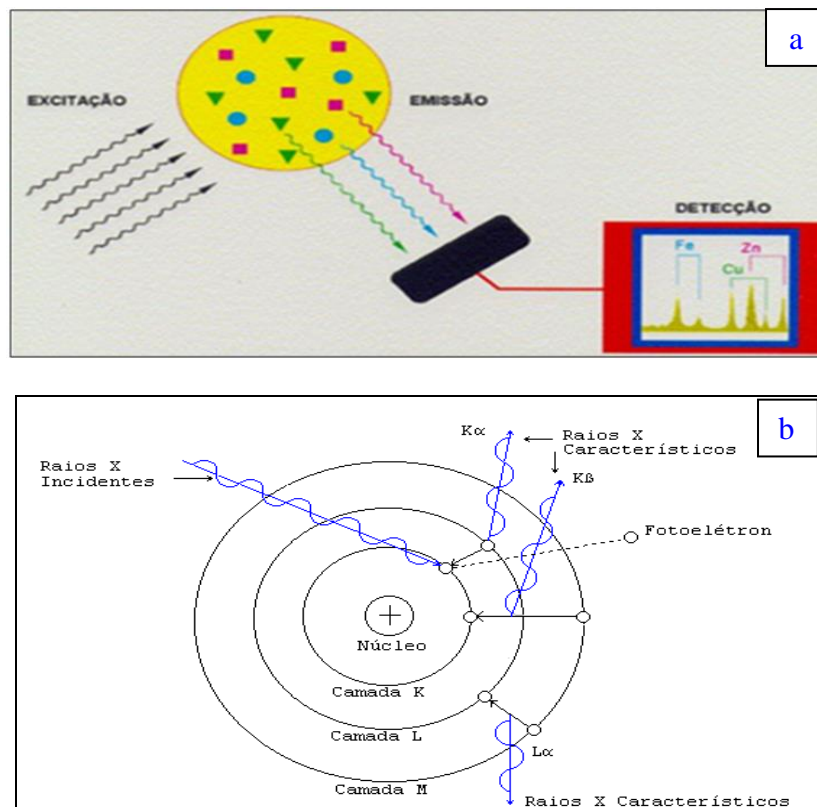 a
EXCITAÇÃO
EMISSÃO
DETECÇÃO
Fe
Zn
Cu
b
Kα
Raios X
Característicos
Raios X
Incidentes
Kß
Fotoelétron
Núcleo
Camada K
Camada L
Lα
Camada M
Raios X Característicos